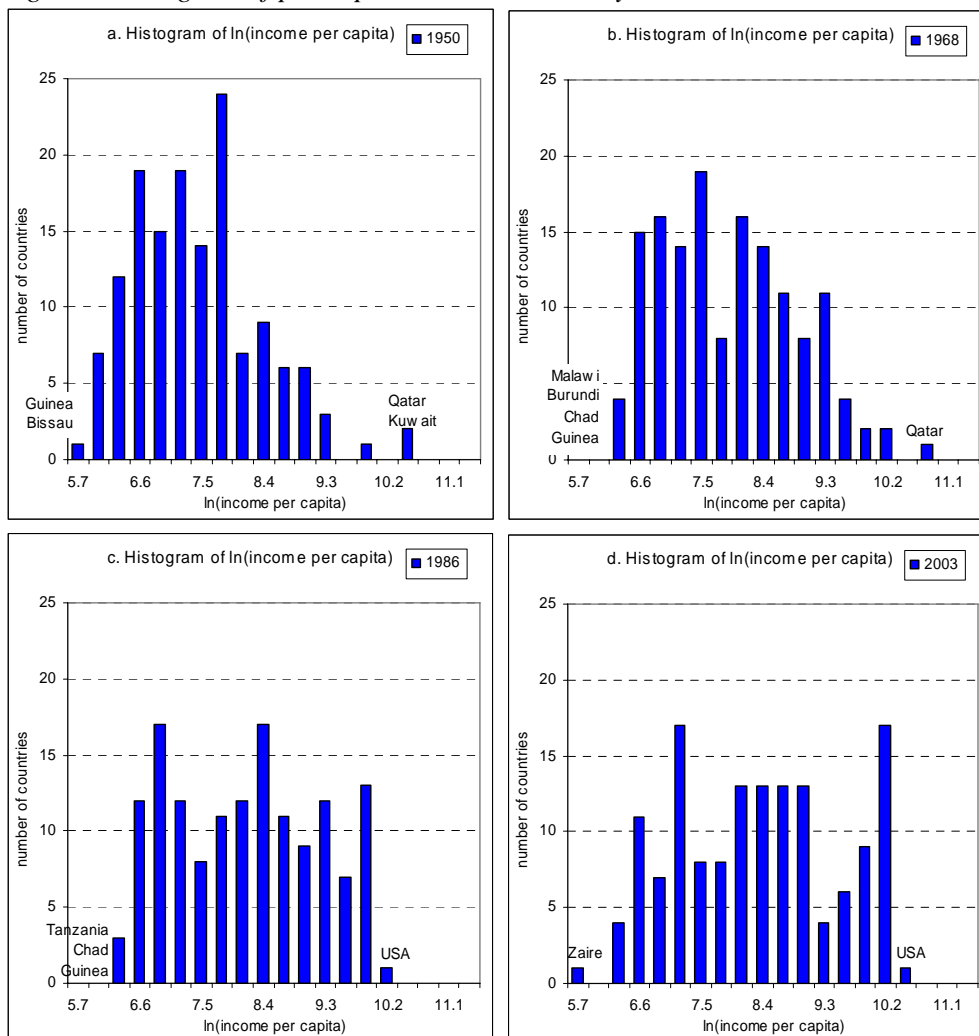 a. Histogram of ln(income per capita)
1950
25
20
15
10
5
0
number of countries
Guinea
Bissau
Qatar
Kuwait
5.7 6.6 7.5 8.4 9.3 10.2 11.1
ln(income per capita)
b. Histogram of ln(income per capita)
1968
25
20
15
10
5
0
number of countries
Malawi
Burundi
Chad
Guinea
Qatar
5.7 6.6 7.5 8.4 9.3 10.2 11.1
ln(income per capita)
c. Histogram of ln(income per capita)
1986
25
20
15
10
5
0
number of countries
Tanzania
Chad
Guinea
USA
5.7 6.6 7.5 8.4 9.3 10.2 11.1
ln(income per capita)
d. Histogram of ln(income per capita)
2003
25
20
15
10
5
0
number of countries
Zaire
USA
5.7 6.6 7.5 8.4 9.3 10.2 11.1
ln(income per capita)